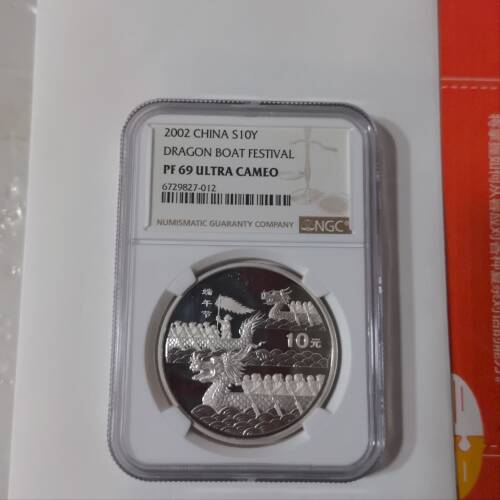 2002 CHINA S10Y
DRAGON BOAT FESTIVAL
PF 69 ULTRA CAMEO
6729827-012
NUMISMATIC GUARANTY COMPANY
NGC
端午节
10元